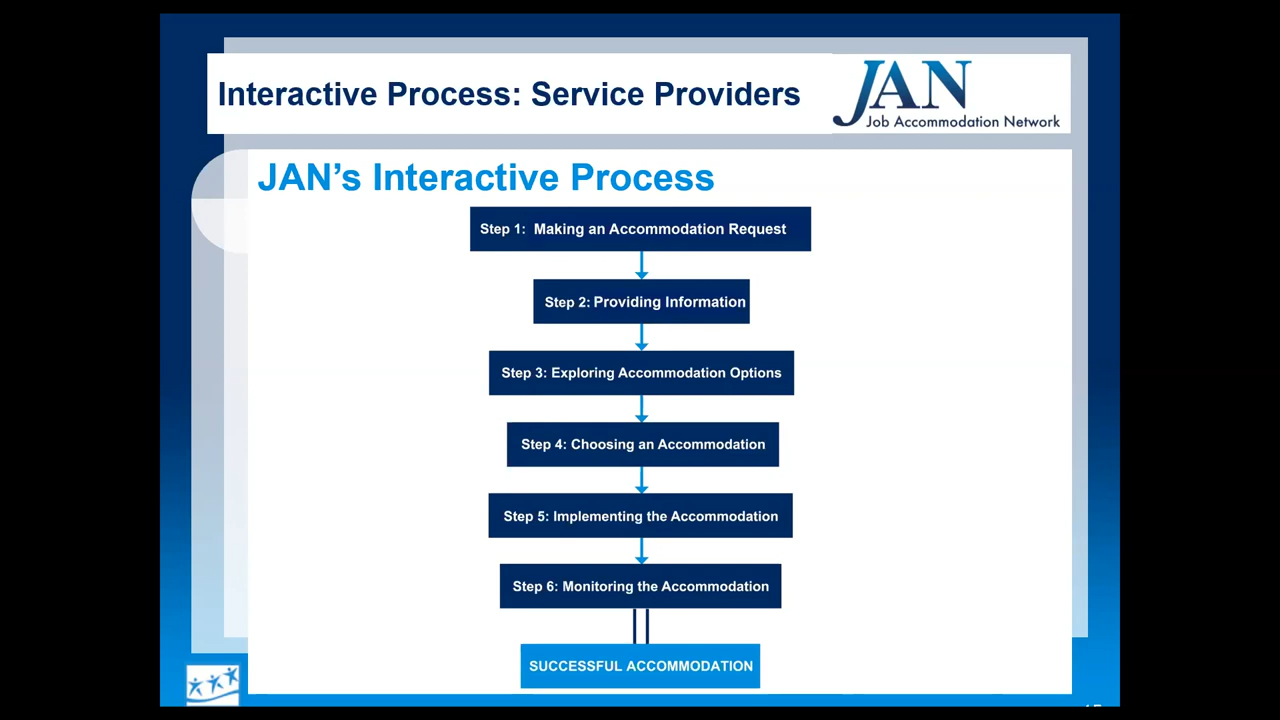 Interactive Process: Service Providers
JAN
Job Accommodation Network
JAN’s Interactive Process
Step 1: Making an Accommodation Request
Step 2: Providing Information
Step 3: Exploring Accommodation Options
Step 4: Choosing an Accommodation
Step 5: Implementing the Accommodation
Step 6: Monitoring the Accommodation
SUCCESSFUL ACCOMMODATION